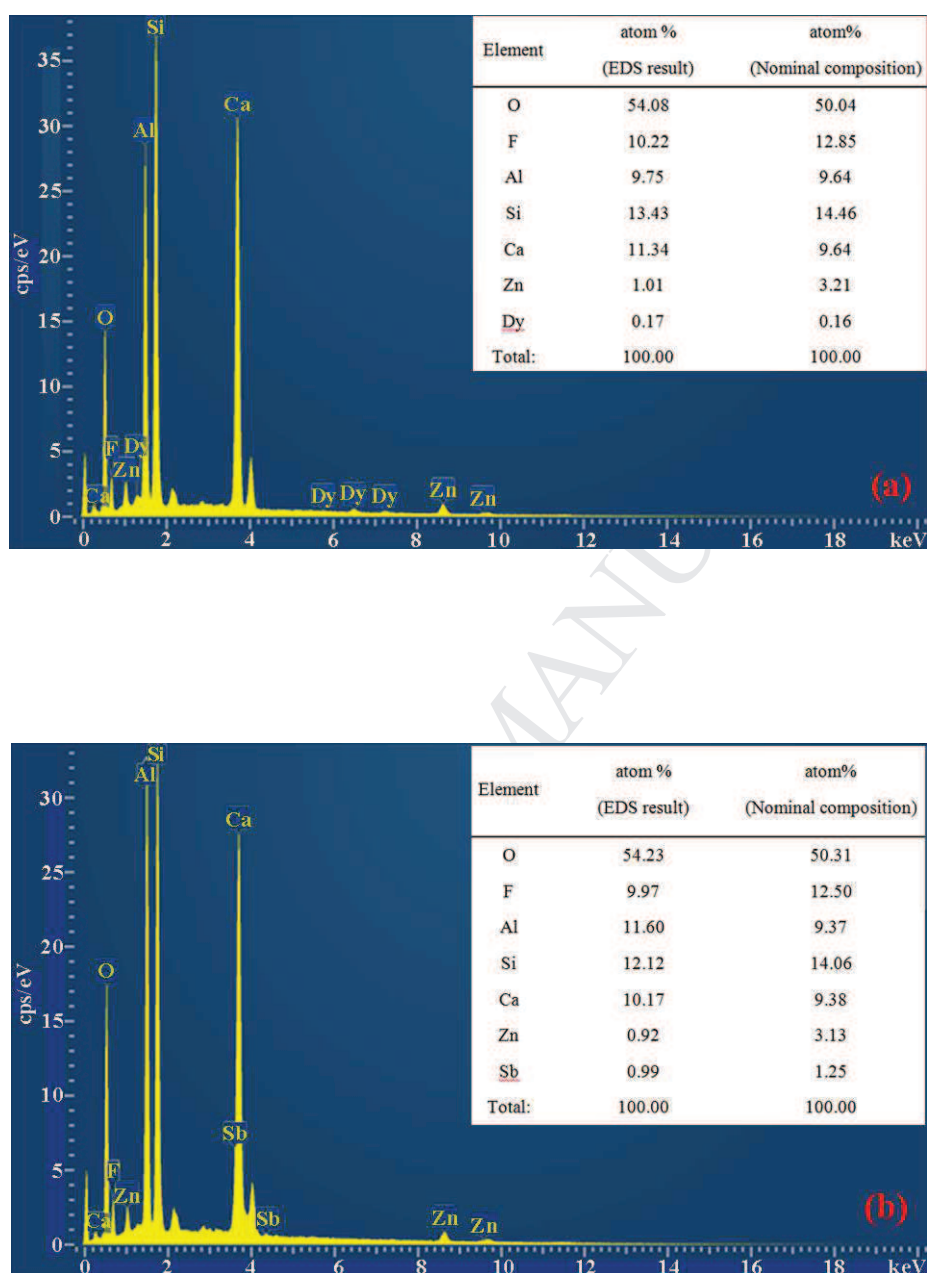 Element atom % (EDS result) atom% (Nominal composition)
O 54.08 50.04
F 10.22 12.85
Al 9.75 9.64
Si 13.43 14.46
Ca 11.34 9.64
Zn 1.01 3.21
Dy 0.17 0.16
Total: 100.00 100.00
cps/eV
35
30
25
20
15
10
5
0
Si
Al
Ca
O
F Dy
Zn
Ca
Dy Dy Dy Zn Zn
(a)
0 2 4 6 8 10 12 14 16 18 keV
MANU
Element atom % (EDS result) atom% (Nominal composition)
O 54.23 50.31
F 9.97 12.50
Al 11.60 9.37
Si 12.12 14.06
Ca 10.17 9.38
Zn 0.92 3.13
Sb 0.99 1.25
Total: 100.00 100.00
cps/eV
30
25
20
15
10
5
0
Si
Al
Ca
O
Sb
F
Zn
Ca
Sb Zn Zn
(b)
0 2 4 6 8 10 12 14 16 18 keV